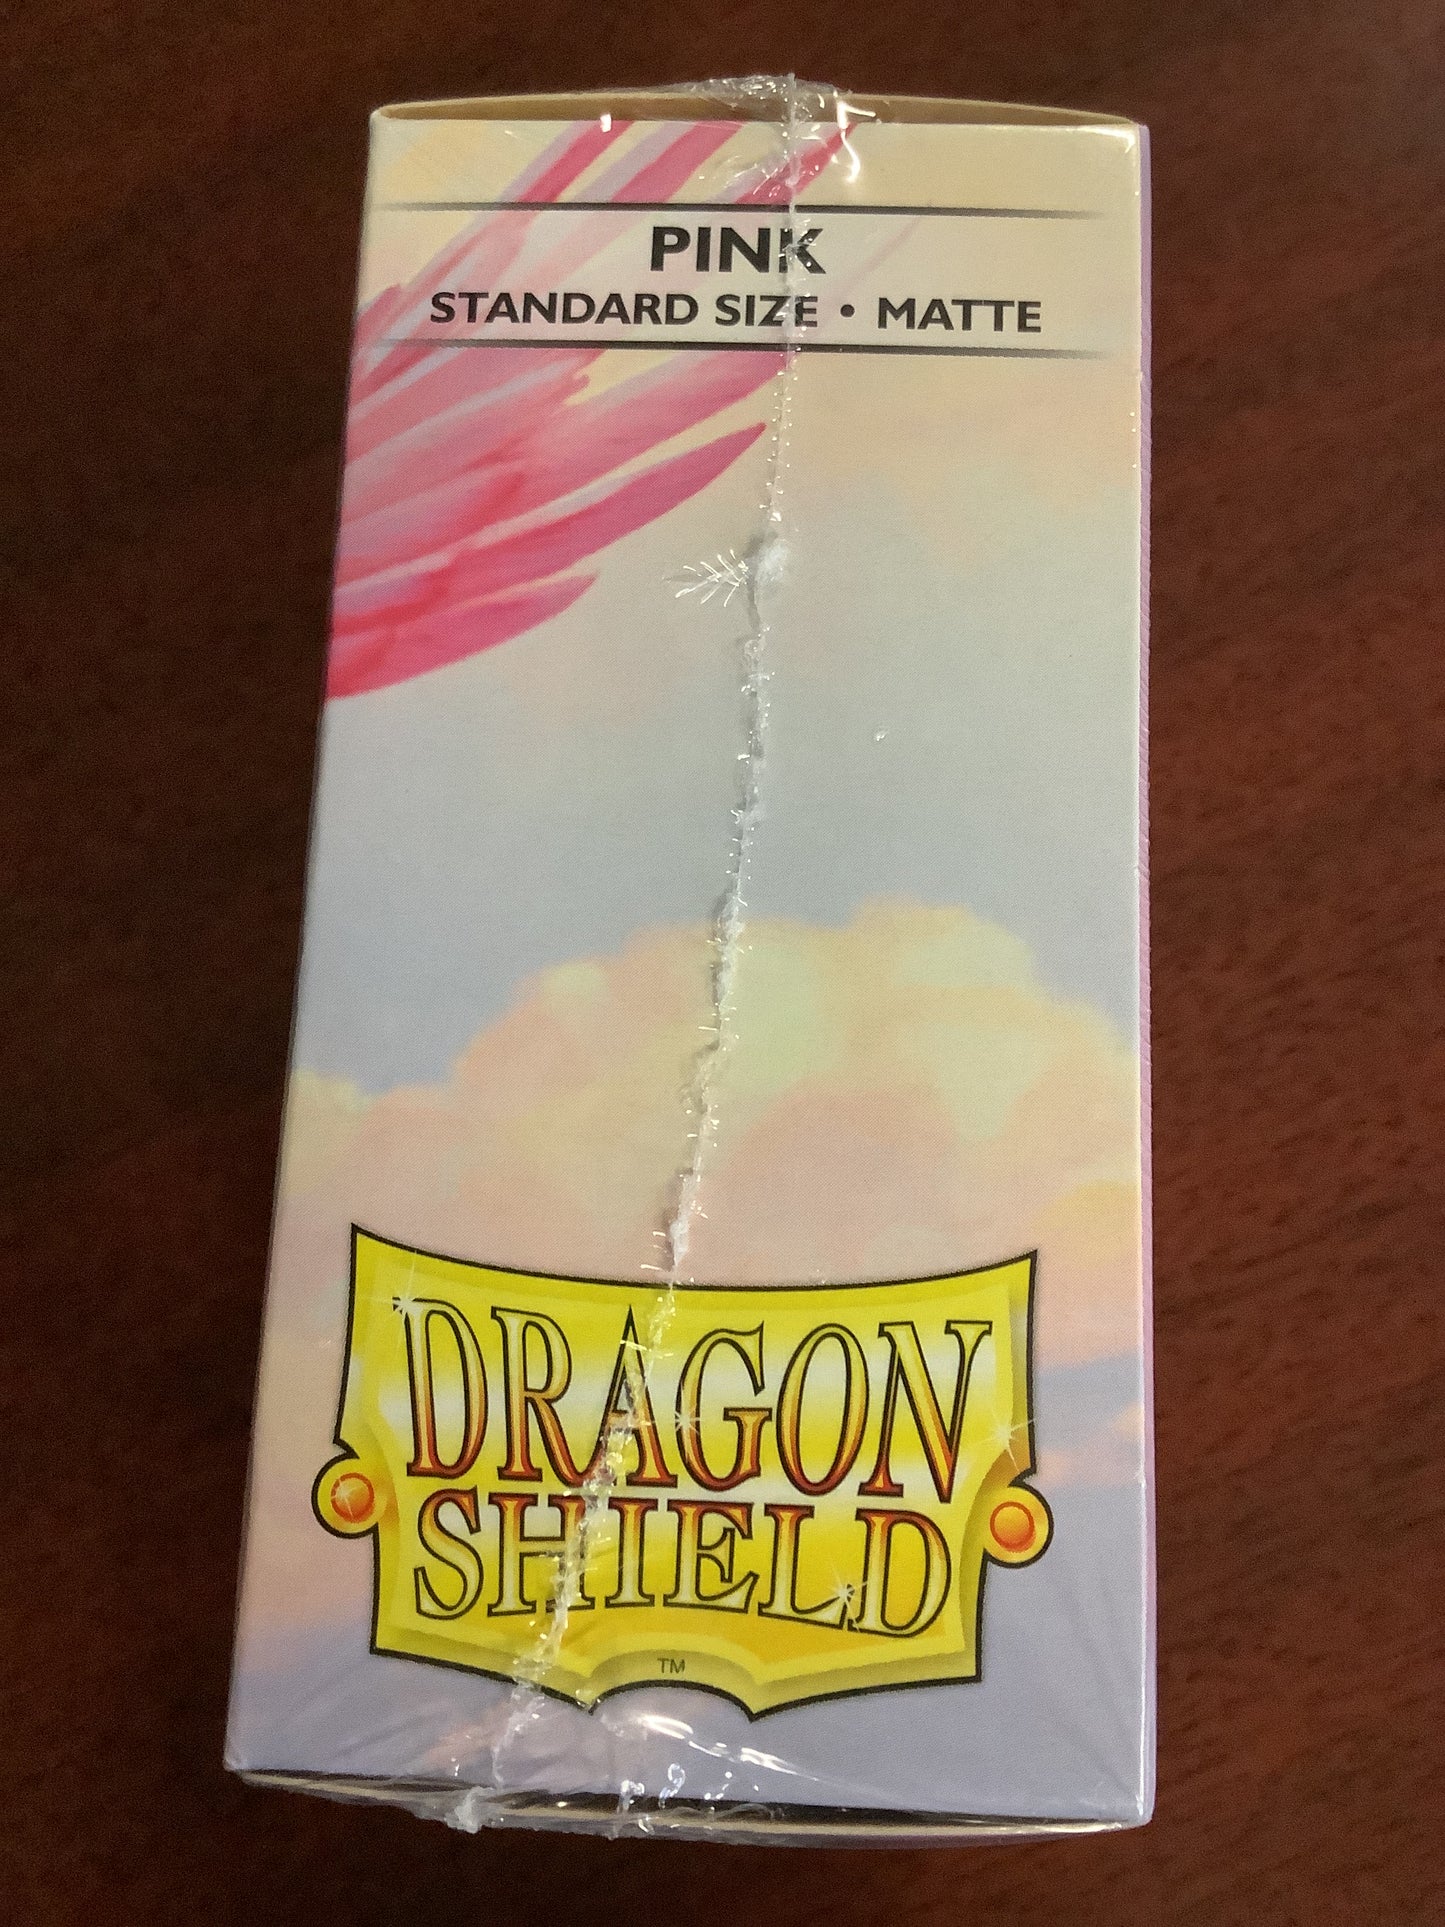 PINK
STANDARD SIZE • MATTE
DRAGON
SHIELD
TM